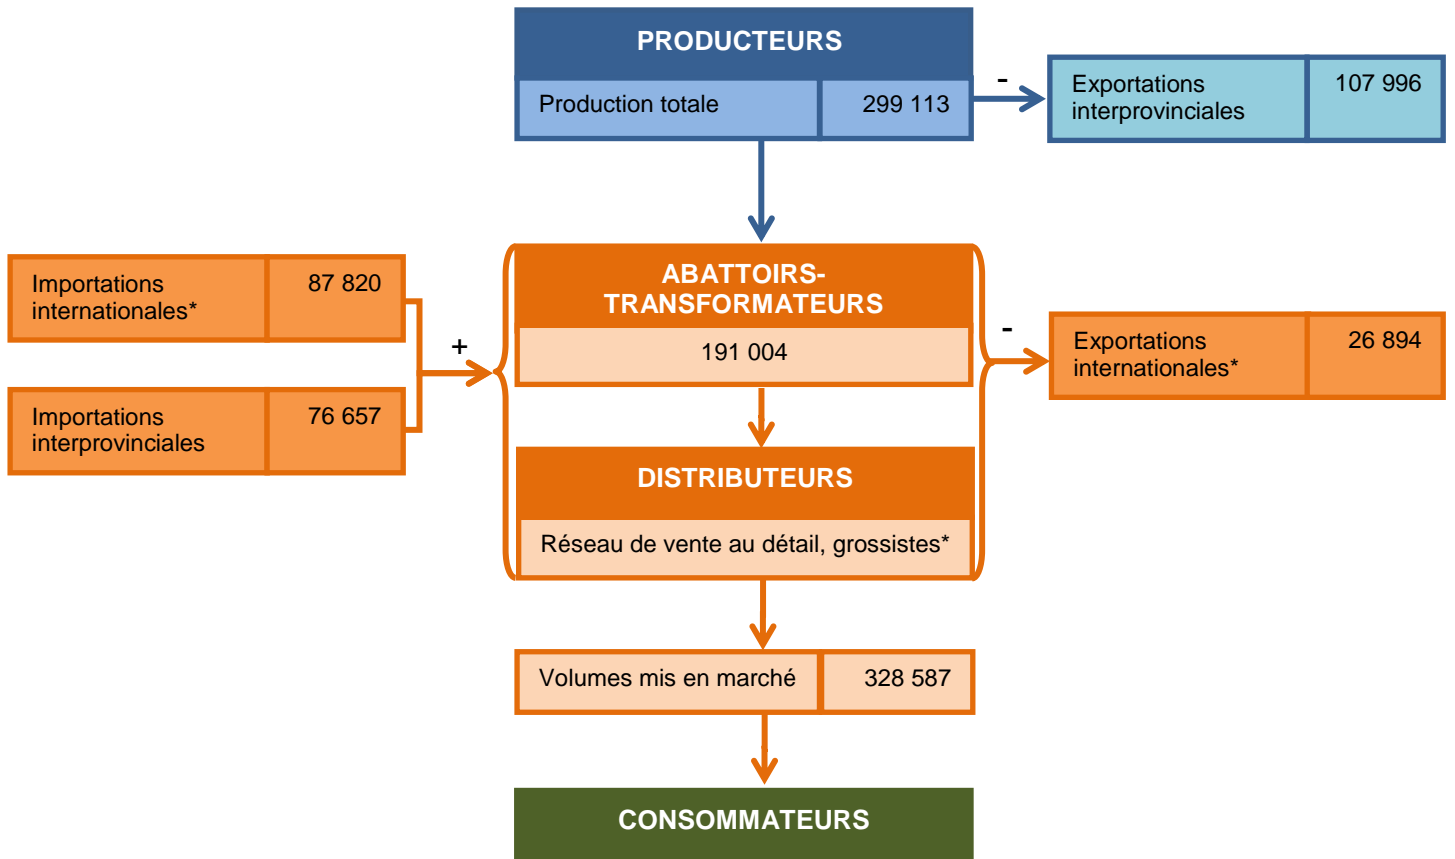 PRODUCTEURS
Production totale 299 113
-
Exportations
interprovinciales
107 996
Importations
internationales*
87 820
Importations
interprovinciales
76 657
+
ABATTOIRS-
TRANSFORMATEURS
191 004
-
Exportations
internationales*
26 894
DISTRIBUTEURS
Réseau de vente au détail, grossistes*
Volumes mis en marché 328 587
CONSOMMATEURS